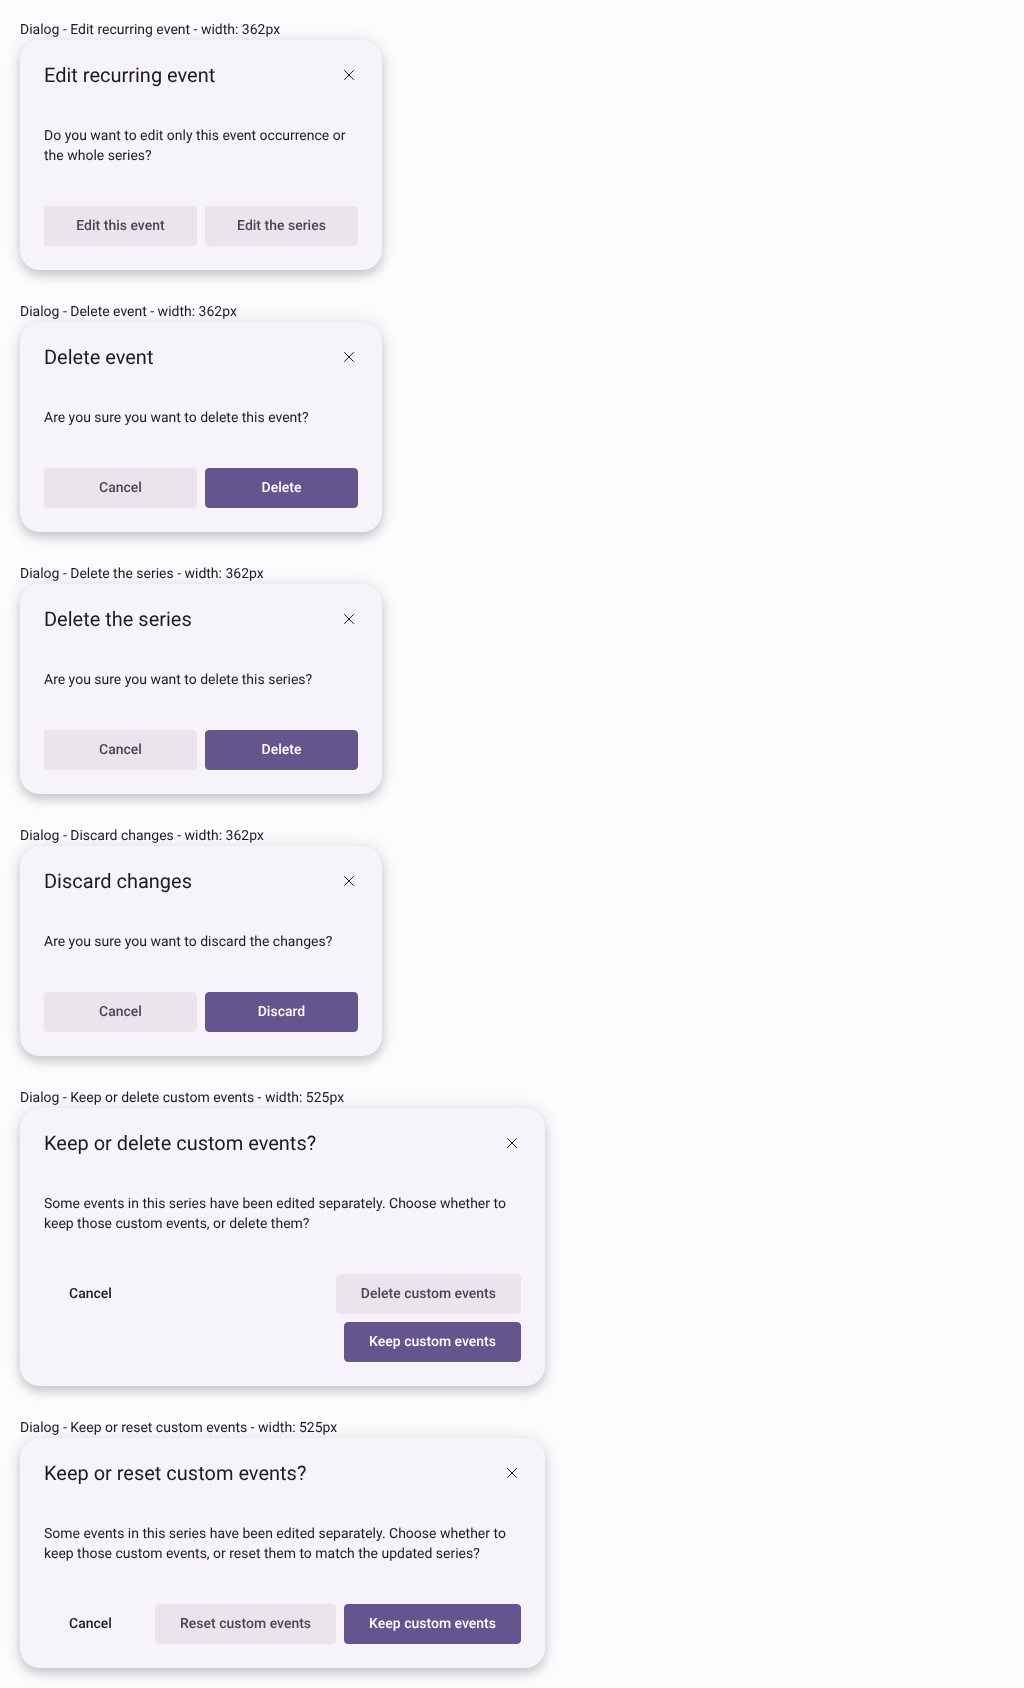 Dialog - Edit recurring event - width: 362px
Edit recurring event
Do you want to edit only this event occurrence or
the whole series?
Edit this event
Edit the series
Dialog - Delete event - width: 362px
Delete event
Are you sure you want to delete this event?
Cancel
Delete
Dialog - Delete the series - width: 362px
Delete the series
Are you sure you want to delete this series?
Cancel
Delete
Dialog - Discard changes - width: 362px
Discard changes
Are you sure you want to discard the changes?
Cancel
Discard
Dialog - Keep or delete custom events - width: 525px
Keep or delete custom events?
Some events in this series have been edited separately. Choose whether to
keep those custom events, or delete them?
Cancel
Delete custom events
Keep custom events
Dialog - Keep or reset custom events - width: 525px
Keep or reset custom events?
Some events in this series have been edited separately. Choose whether to
keep those custom events, or reset them to match the updated series?
Cancel
Reset custom events
Keep custom events